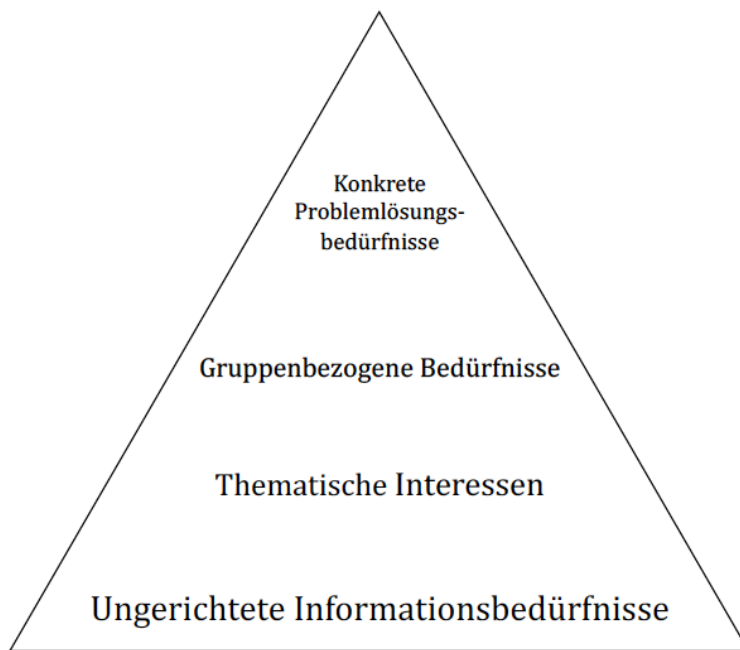 Konkrete
Problemlösungs-
bedürfnisse
Gruppenbezogene Bedürfnisse
Thematische Interessen
Ungerichtete Informationsbedürfnisse